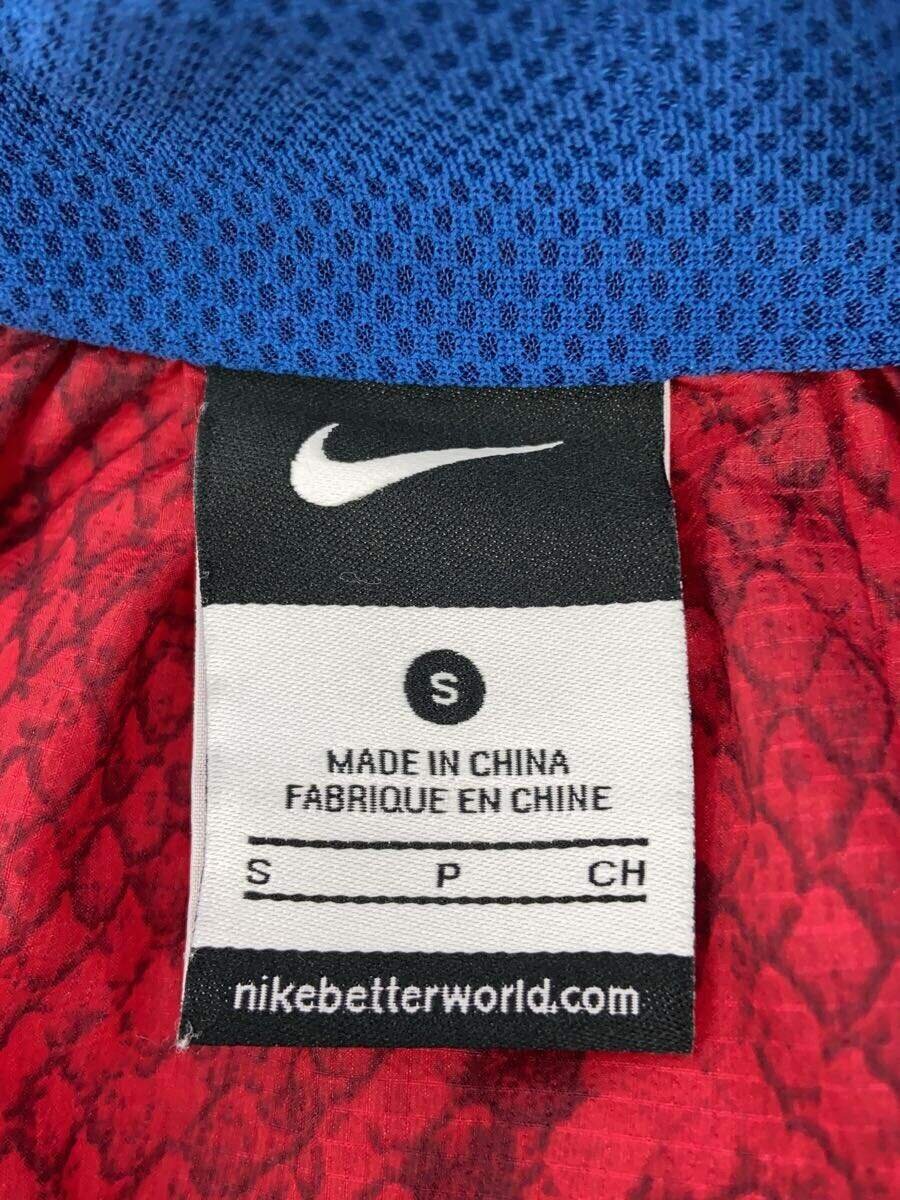 S
MADE IN CHINA
FABRIQUE EN CHINE
S P CH
nikebetterworld.com